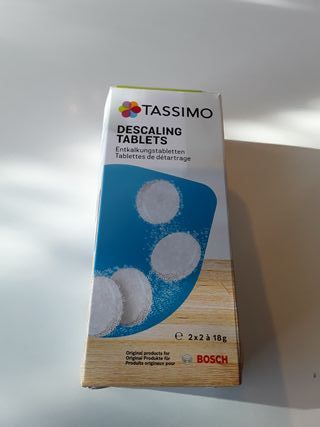 TASSIMO
DESCALING
TABLETS
Entkalkungstabletten
Tablettes de détartrage
℮ 2x2 à 18g
Original products for
Original Produkte für
Produits originaux pour
BOSCH